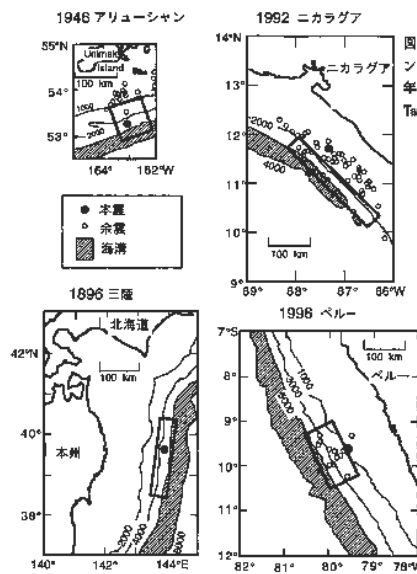 1946 アリューシャン
55°N
Unimak
Island
100 km
54°
1000
2000
53°
164°
162°W
1992 ニカラグア
14°
13°
12°
11°
10°
9°
ニカラグア
2000
4000
100 km
89°
88°
87°
86°W
図
ン
年
本震
余震
海溝
1896 三陸
北海道
42°N
100 km
40°
本州
38°
2000
4000
6000
140°
142°
144°E
1996 ペルー
7°S
8°
9°
10°
11°
12°
100 km
1000
ペルー
82°
81°
80°
79°
78°W